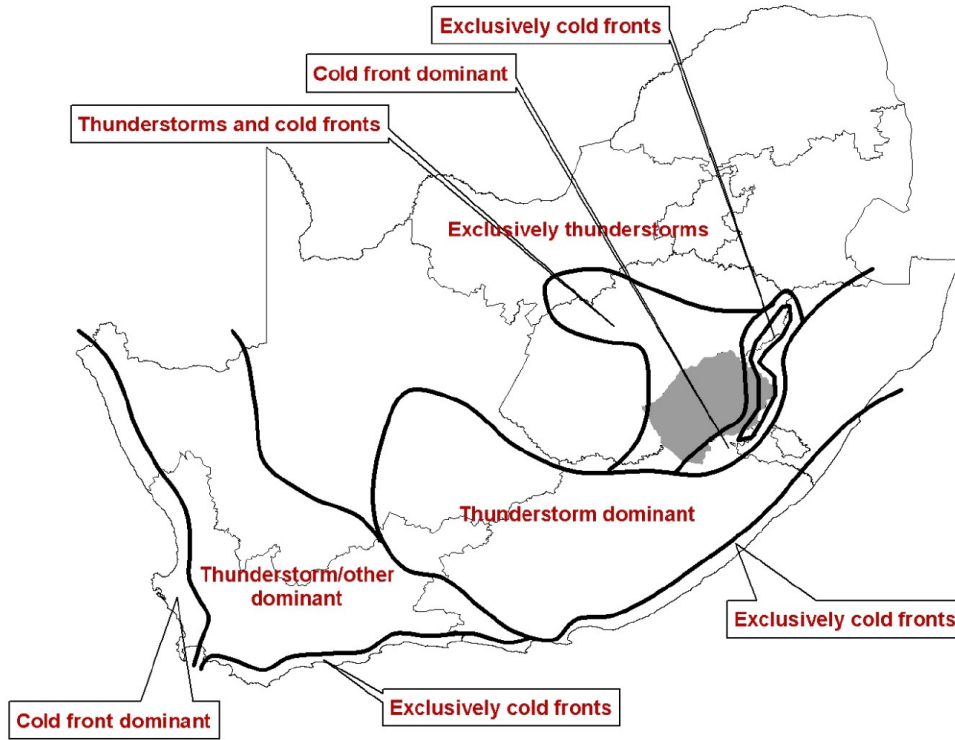 Exclusively cold fronts
Cold front dominant
Thunderstorms and cold fronts
Exclusively thunderstorms
Thunderstorm dominant
Thunderstorm/other
dominant
Exclusively cold fronts
Exclusively cold fronts
Cold front dominant